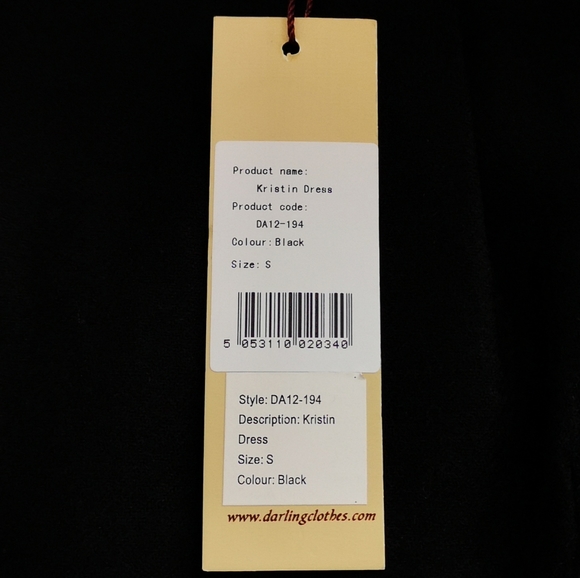 Product name:
Kristin Dress
Product code:
DA12-194
Colour: Black
Size: S
5 053110 020340
Style: DA12-194
Description: Kristin
Dress
Size: S
Colour: Black
www.darlingclothes.com